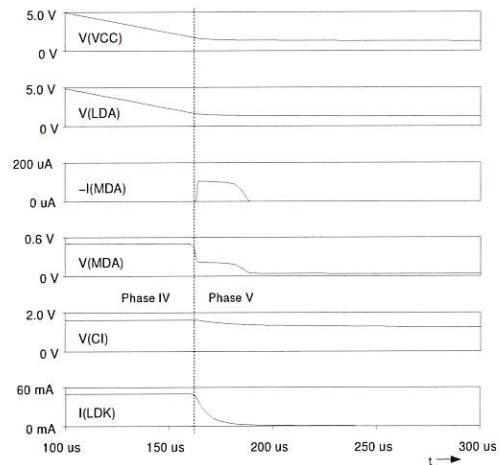 5.0 V
V(VCC)
0 V
5.0 V
V(LDA)
0 V
200 uA
–I(MDA)
0 uA
0.6 V
V(MDA)
0 V
Phase IV Phase V
2.0 V
V(CI)
0 V
60 mA
I(LDK)
0 mA
100 us 150 us 200 us 250 us 300 us
t